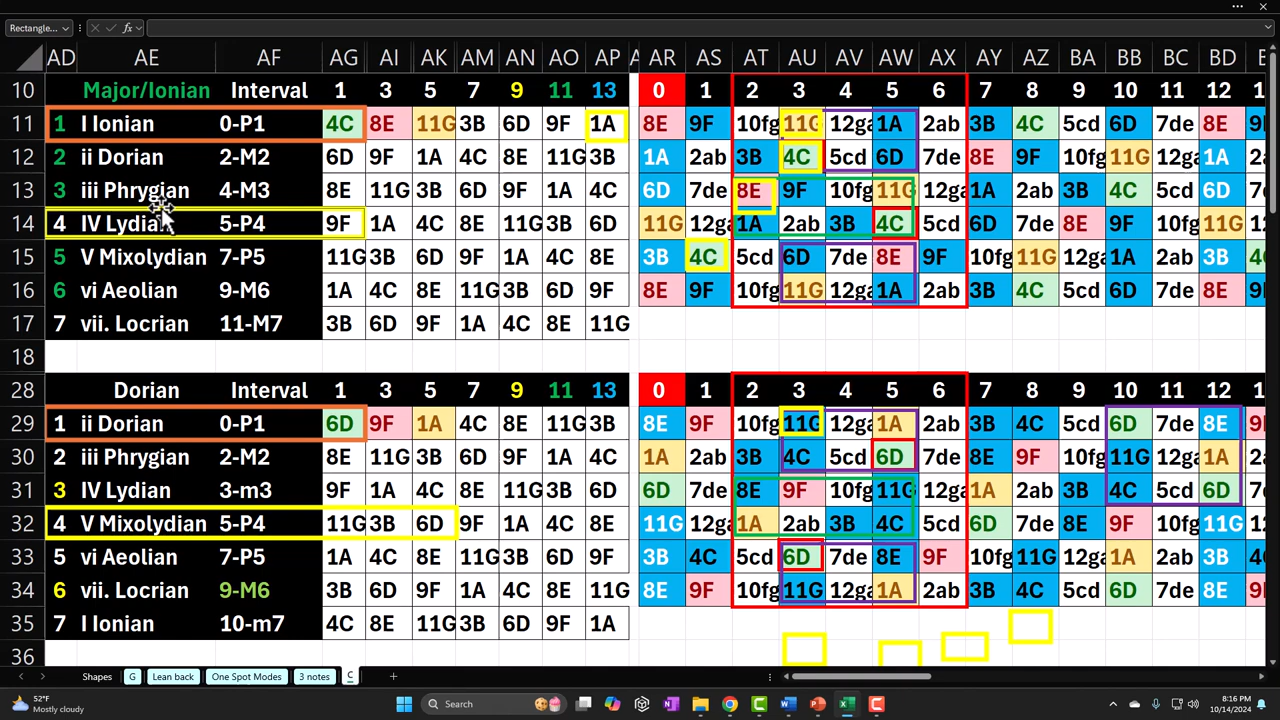 Rectangle... fx
AD AE AF AG AI AK AM AN AO AP AR AS AT AU AV AW AX AY AZ BA BB BC BD
10 Major/Ionian Interval 1 3 5 7 9 11 13 0 1 2 3 4 5 6 7 8 9 10 11 12
11 1 I Ionian 0-P1 4C 8E 11G 3B 6D 9F 1A 8E 9F 10fg 11G 12ga 1A 2ab 3B 4C 5cd 6D 7de 8E
12 2 ii Dorian 2-M2 6D 9F 1A 4C 8E 11G 3B 1A 2ab 3B 4C 5cd 6D 7de 8E 9F 10fg 11G 12ga 1A
13 3 iii Phrygian 4-M3 8E 11G 3B 6D 9F 1A 4C 6D 7de 8E 9F 10fg 11G 12ga 1A 2ab 3B 4C 5cd 6D
14 4 IV Lydian 5-P4 9F 1A 4C 8E 11G 3B 6D 11G 12ga 1A 2ab 3B 4C 5cd 6D 7de 8E 9F 10fg 11G
15 5 V Mixolydian 7-P5 11G 3B 6D 9F 1A 4C 8E 3B 4C 5cd 6D 7de 8E 9F 10fg 11G 12ga 1A 2ab 3B
16 6 vi Aeolian 9-M6 1A 4C 8E 11G 3B 6D 9F 8E 9F 10fg 11G 12ga 1A 2ab 3B 4C 5cd 6D 7de 8E
17 7 vii. Locrian 11-M7 3B 6D 9F 1A 4C 8E 11G
18
28 Dorian Interval 1 3 5 7 9 11 13 0 1 2 3 4 5 6 7 8 9 10 11 12
29 1 ii Dorian 0-P1 6D 9F 1A 4C 8E 11G 3B 8E 9F 10fg 11G 12ga 1A 2ab 3B 4C 5cd 6D 7de 8E
30 2 iii Phrygian 2-M2 8E 11G 3B 6D 9F 1A 4C 1A 2ab 3B 4C 5cd 6D 7de 8E 9F 10fg 11G 12ga 1A
31 3 IV Lydian 3-m3 9F 1A 4C 8E 11G 3B 6D 6D 7de 8E 9F 10fg 11G 12ga 1A 2ab 3B 4C 5cd 6D
32 4 V Mixolydian 5-P4 11G 3B 6D 9F 1A 4C 8E 11G 12ga 1A 2ab 3B 4C 5cd 6D 7de 8E 9F 10fg 11G
33 5 vi Aeolian 7-P5 1A 4C 8E 11G 3B 6D 9F 3B 4C 5cd 6D 7de 8E 9F 10fg 11G 12ga 1A 2ab 3B
34 6 vii. Locrian 9-M6 3B 6D 9F 1A 4C 8E 11G 8E 9F 10fg 11G 12ga 1A 2ab 3B 4C 5cd 6D 7de 8E
35 7 I Ionian 10-m7 4C 8E 11G 3B 6D 9F 1A
36
Shapes G Lean back One Spot Modes 3 notes C
52°F
Mostly cloudy
Search
8:16 PM
10/14/2024